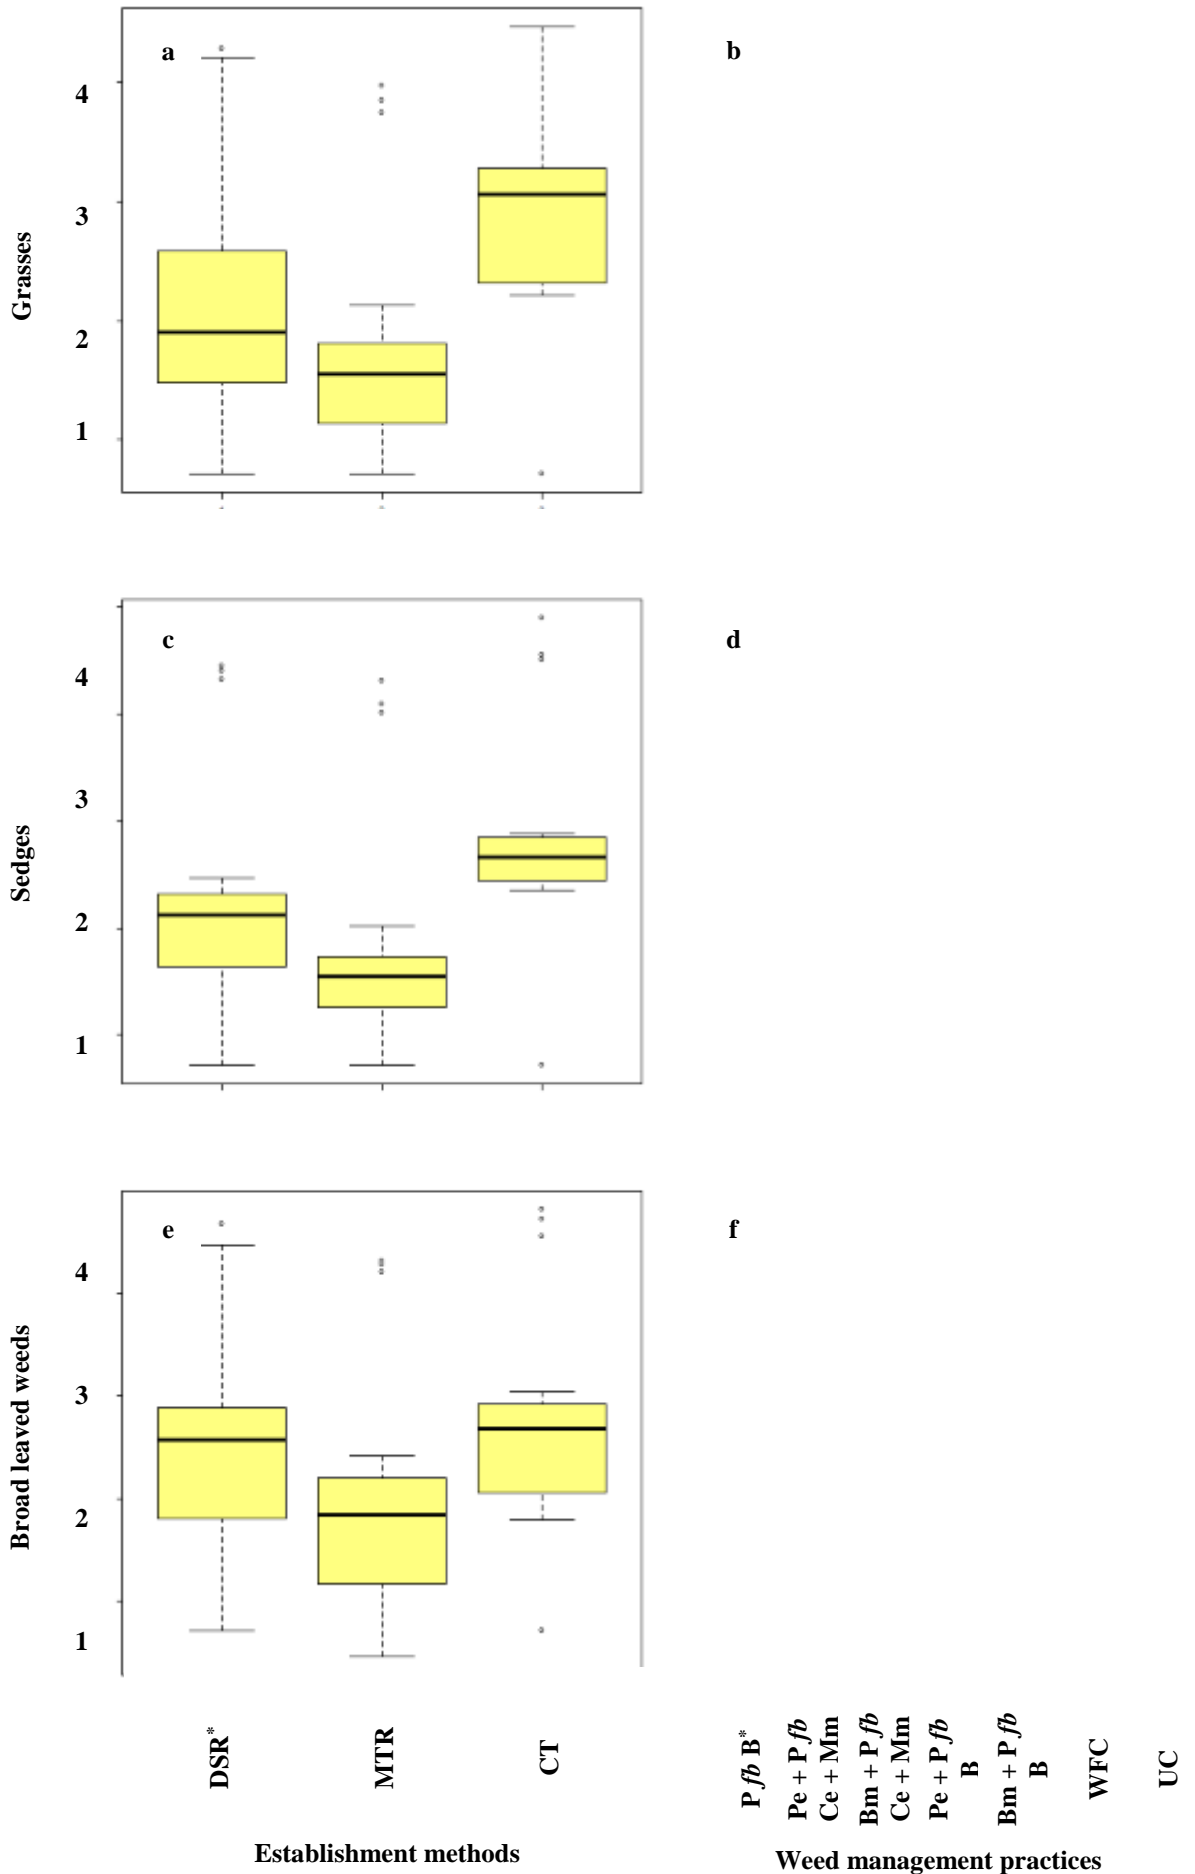 a
b
4
3
2
1
Grasses
c
d
4
3
2
1
Sedges
e
f
4
3
2
1
Broad leaved weeds
DSR*
MTR
CT
P fb B*
Pe + P fb
Ce + Mm
Bm + P fb
Ce + Mm
Pe + P fb
B
Bm + P fb
B
WFC
UC
Establishment methods
Weed management practices